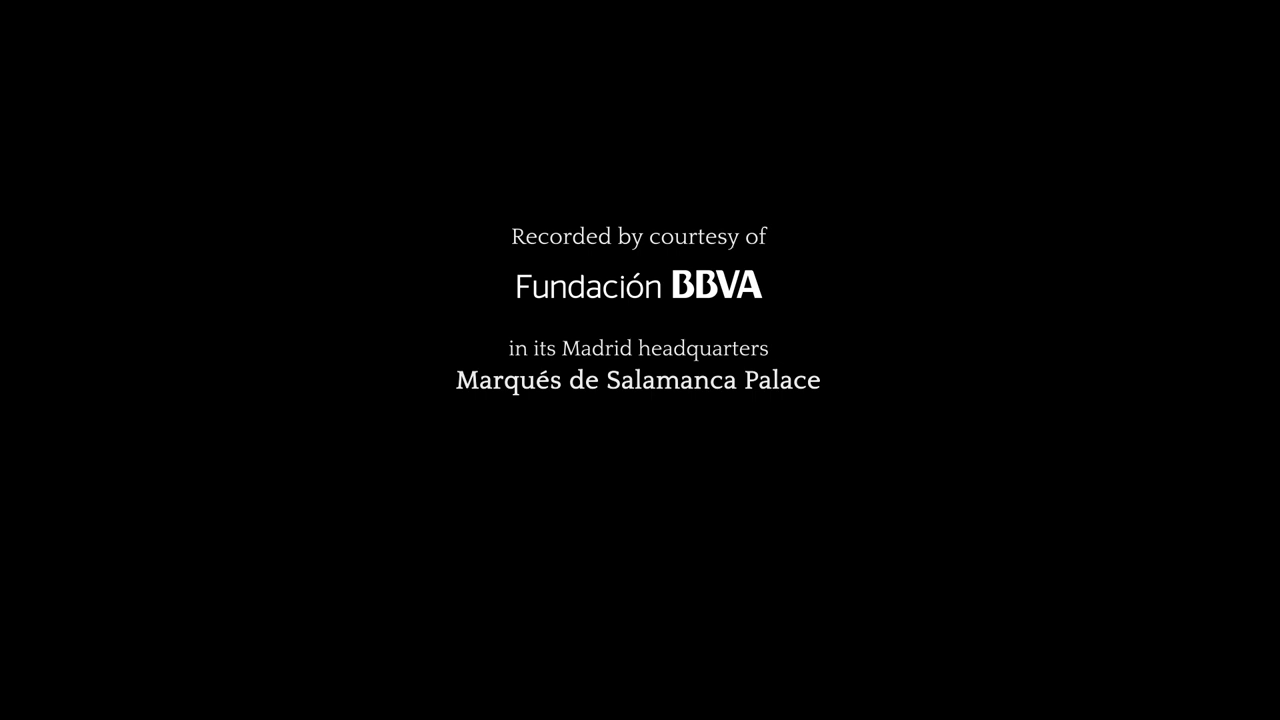 Recorded by courtesy of
Fundación BBVA
in its Madrid headquarters
Marqués de Salamanca Palace